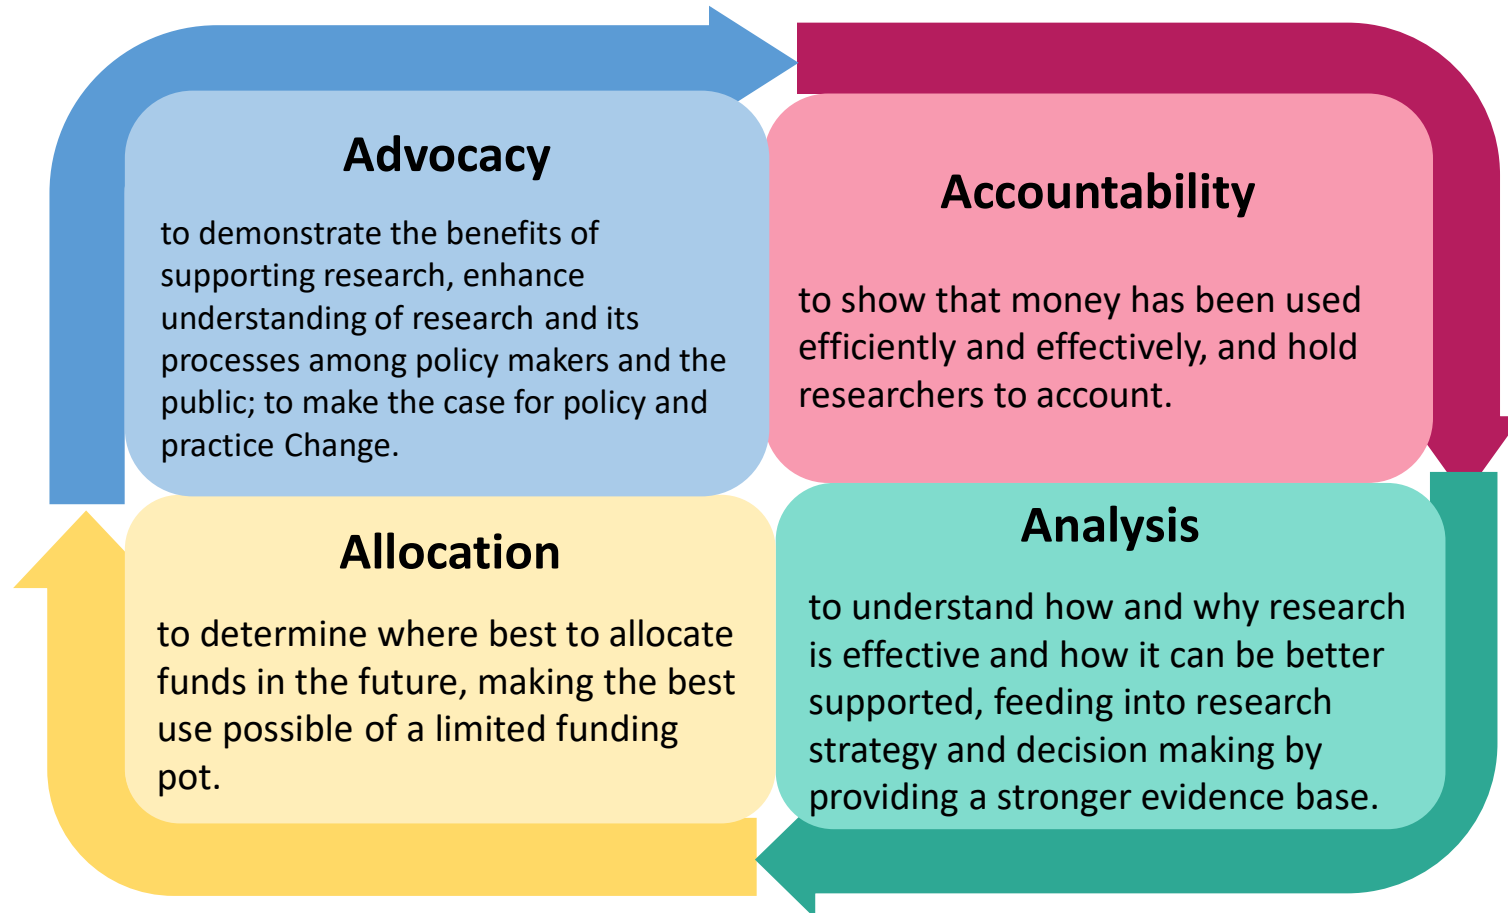 Advocacy
to demonstrate the benefits of
supporting research, enhance
understanding of research and its
processes among policy makers and the
public; to make the case for policy and
practice Change.
Accountability
to show that money has been used
efficiently and effectively, and hold
researchers to account.
Allocation
to determine where best to allocate
funds in the future, making the best
use possible of a limited funding
pot.
Analysis
to understand how and why research
is effective and how it can be better
supported, feeding into research
strategy and decision making by
providing a stronger evidence base.